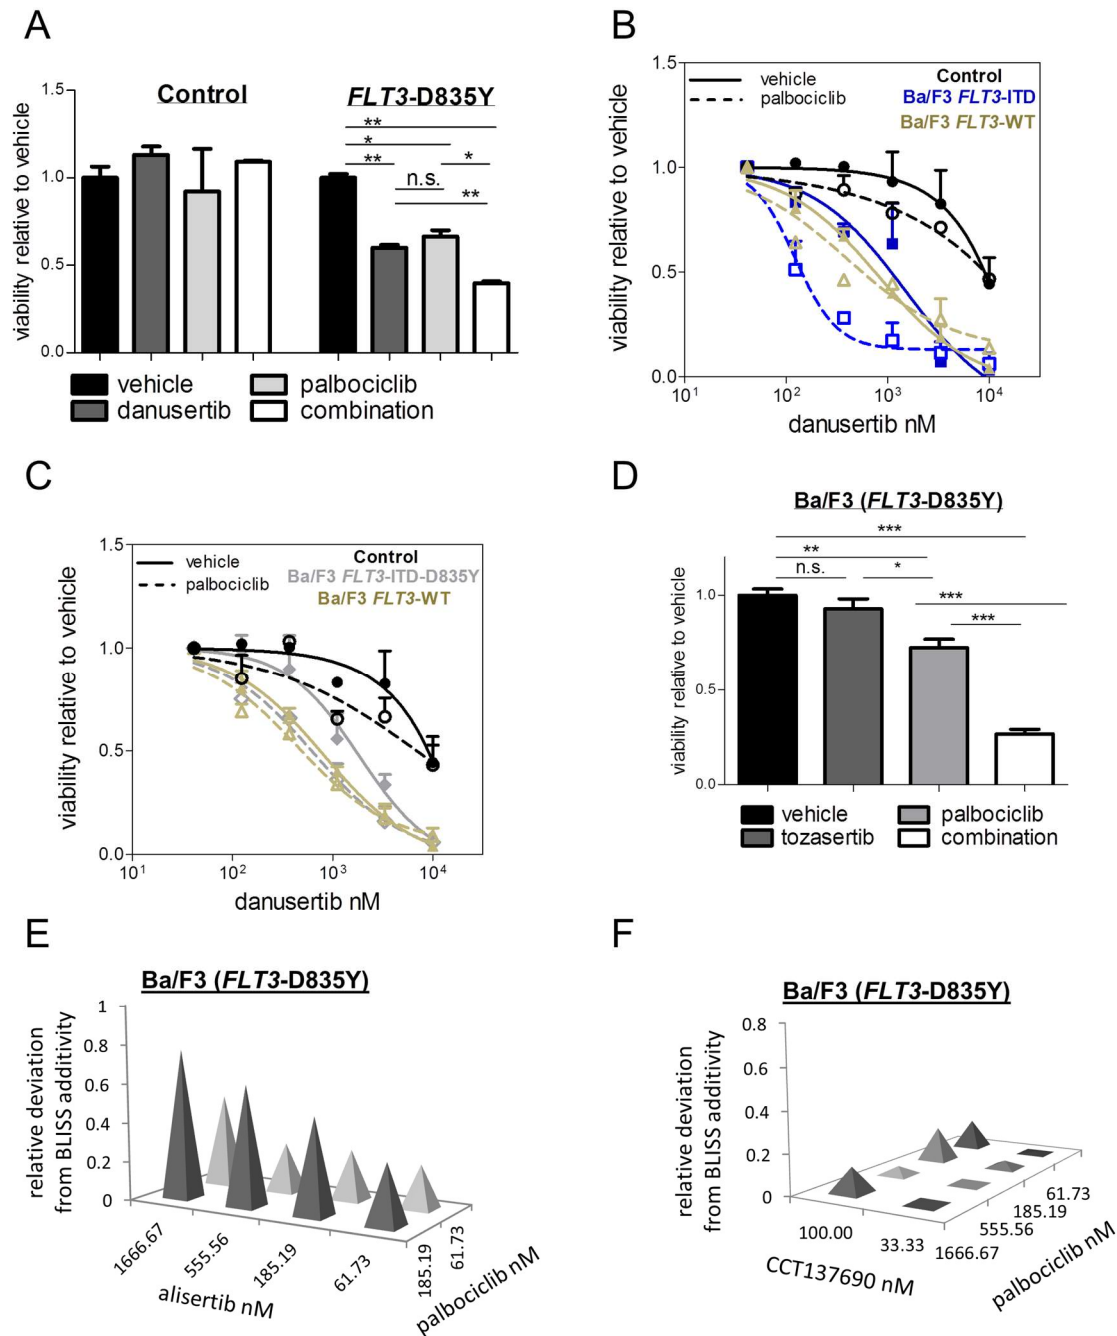 A
viability relative to vehicle
1.5
1.0
0.5
0.0
Control
FLT3-D835Y
**
*
**
*
n.s.
**
vehicle
palbociclib
danusertib
combination
B
viability relative to vehicle
1.5
1.0
0.5
0.0
vehicle
palbociclib
Control
Ba/F3 FLT3-ITD
Ba/F3 FLT3-WT
10¹ 10² 10³ 10⁴
danusertib nM
C
viability relative to vehicle
1.5
1.0
0.5
0.0
vehicle
palbociclib
Control
Ba/F3 FLT3-ITD-D835Y
Ba/F3 FLT3-WT
10¹ 10² 10³ 10⁴
danusertib nM
D
Ba/F3 (FLT3-D835Y)
viability relative to vehicle
1.0
0.5
0.0
***
**
n.s.
*
***
***
vehicle
palbociclib
tozasertib
combination
E
Ba/F3 (FLT3-D835Y)
relative deviation
from BLISS additivity
1
0.8
0.6
0.4
0.2
0
1666.67
555.56
185.19
61.73
alisertib nM
185.19
61.73
palbociclib nM
F
Ba/F3 (FLT3-D835Y)
relative deviation
from BLISS additivity
0.8
0.6
0.4
0.2
0
100.00
33.33
CCT137690 nM
1666.67
555.56
185.19
61.73
palbociclib nM